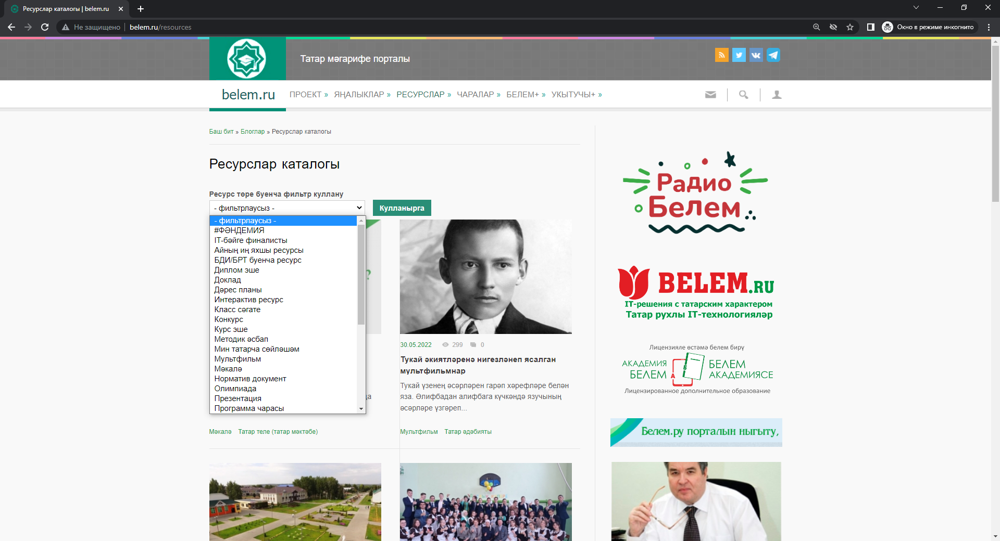 Ресурслар каталогы | belem.ru
Не защищено
belem.ru/resources
Окно в режиме инкогнито
Татар мәгарифе порталы
belem.ru
ПРОЕКТ »
ЯҢАЛЫКЛАР »
РЕСУРСЛАР »
ЧАРАЛАР »
БЕЛЕМ+ »
УКЫТУЧЫ+ »
Баш бит » Блоглар » Ресурслар каталогы
Ресурслар каталогы
Ресурс төре буенча фильтр куллану
- фильтрлаусыз -
Кулланырга
- фильтрлаусыз -
#ФӘНДЕМИЯ
IT-бәйге финалисты
Айның иң яхшы ресурсы
БДИ/БРТ буенча ресурс
Диплом эше
Доклад
Дәрес планы
Интерактив ресурс
Класс сәгате
Конкурс
Курс эше
Методик әсбап
Мин татарча сөйләшәм
Мультфильм
Мәкалә
Норматив документ
Олимпиада
Презентация
Программа чарасы
?
Мәкалә Татар теле (татар мәктәбе)
30.05.2022 299 0
Тукай әкиятләренә нигезләнеп ясалган
мультфильмнар
Тукай үзенең әсәрләрен гарәп хәрефләре белән
яза. Әлифбадан алифбага күчкәндә язучының
әсәрләре үзгәреп...
Мультфильм Татар әдәбияты
Радио
Белем
BELEM.RU
IT-решения с татарским характером
Татар рухлы IT-технологияләр
Лицензияле өстәмә белем бирү
АКАДЕМИЯ
БЕЛЕМ
А
Б
БЕЛЕМ
АКАДЕМИЯСЕ
Лицензированное дополнительное образование
Белем.ру порталын ныгыту,